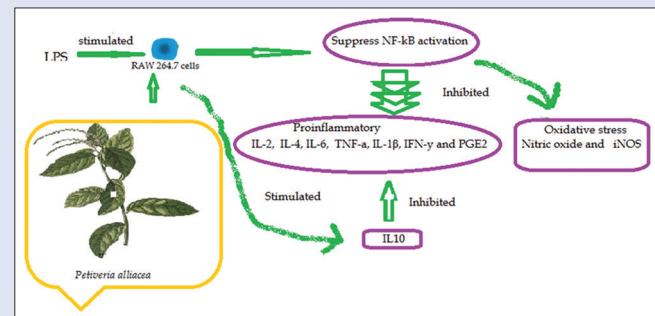 LPS
stimulated
RAW 264.7 cells
Suppress NF-kB activation
Inhibited
Proinflammatory
IL-2, IL-4, IL-6, TNF-a, IL-1β, IFN-y and PGE2
Oxidative stress
Nitric oxide and iNOS
Stimulated
Inhibited
IL10
Petiveria alliacea